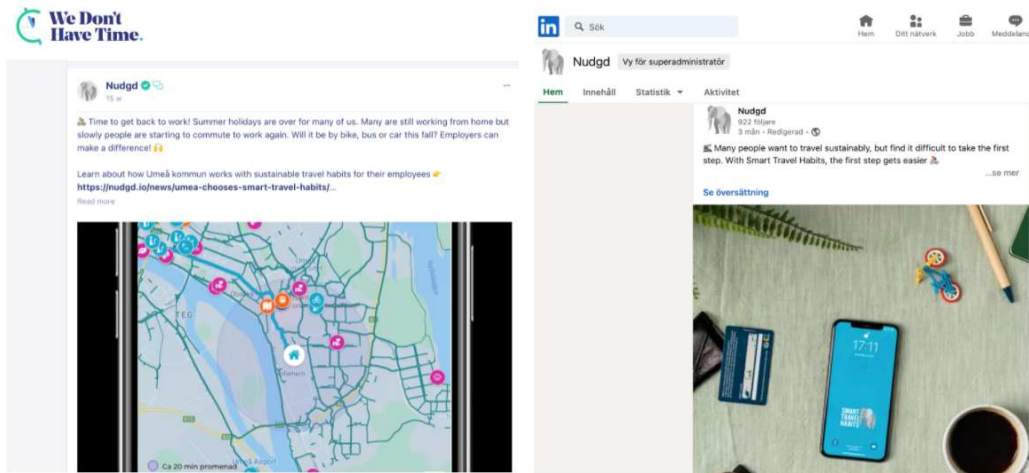 We Don't
Have Time.
Nudgd
15 w
Time to get back to work! Summer holidays are over for many of us. Many are still working from home but
slowly people are starting to commute to work again. Will it be by bike, bus or car this fall? Employers can
make a difference!
Learn about how Umeå kommun works with sustainable travel habits for their employees
https://nudgd.io/news/umea-chooses-smart-travel-habits/...
Read more
TEG
Ca 20 min promenad
Umeå Airport
in
Sök
Hem
Ditt nätverk
Jobb
Meddeland
Nudgd
Vy för superadministratör
Hem
Innehåll
Statistik
Aktivitet
Nudgd
922 följare
3 mån • Redigerad •
Many people want to travel sustainably, but find it difficult to take the first
step. With Smart Travel Habits, the first step gets easier
...se mer
Se översättning
17:11
SMART
TRAVEL
HABITS